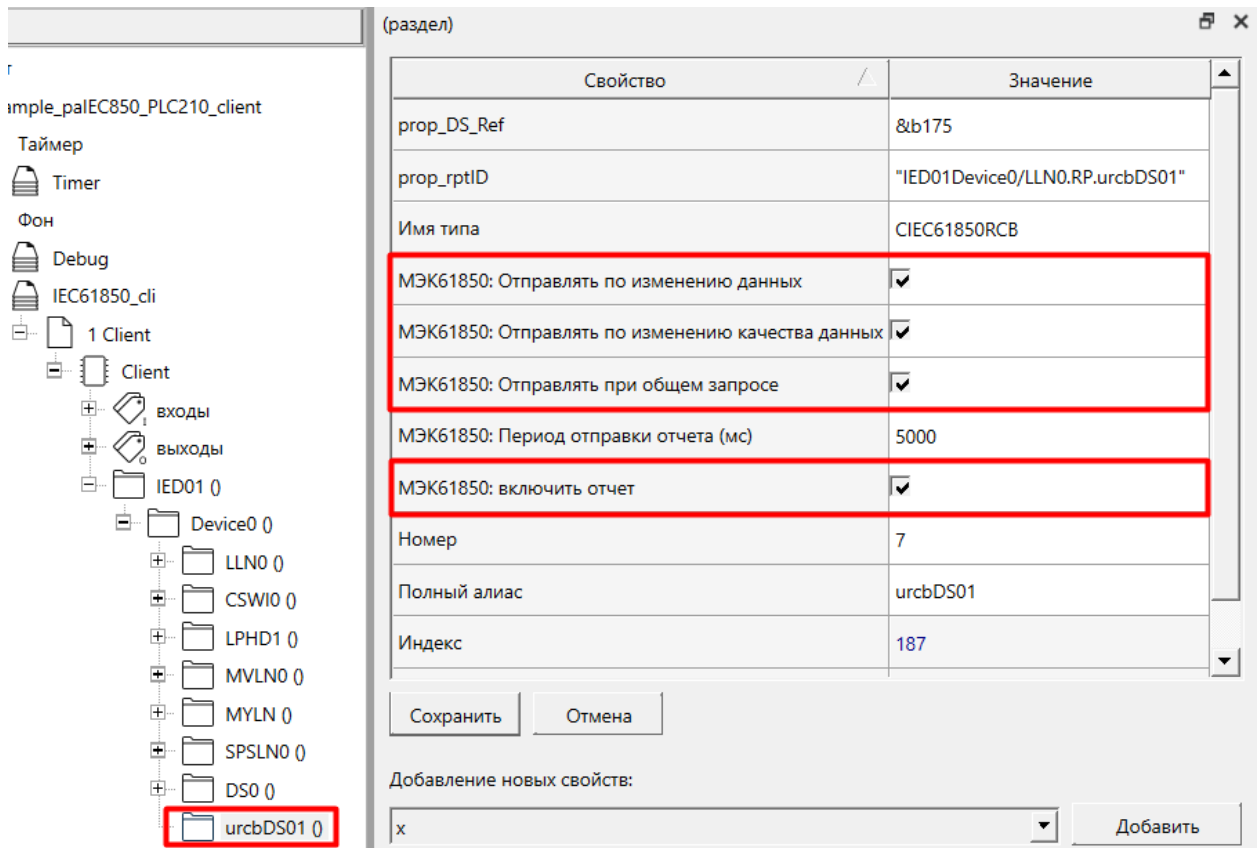 (раздел)
т
ample_paIEC850_PLC210_client
Таймер
Timer
Фон
Debug
IEC61850_cli
1 Client
Client
входы
выходы
IED01 ()
Device0 ()
LLN0 ()
CSWI0 ()
LPHD1 ()
MVLN0 ()
MYLN ()
SPSLN0 ()
DS0 ()
urcbDS01 ()
Свойство Значение
prop_DS_Ref &b175
prop_rptID "IED01Device0/LLN0.RP.urcbDS01"
Имя типа CIEC61850RCB
МЭК61850: Отправлять по изменению данных
МЭК61850: Отправлять по изменению качества данных
МЭК61850: Отправлять при общем запросе
МЭК61850: Период отправки отчета (мс) 5000
МЭК61850: включить отчет
Номер 7
Полный алиас urcbDS01
Индекс 187
Сохранить Отмена
Добавление новых свойств:
x Добавить